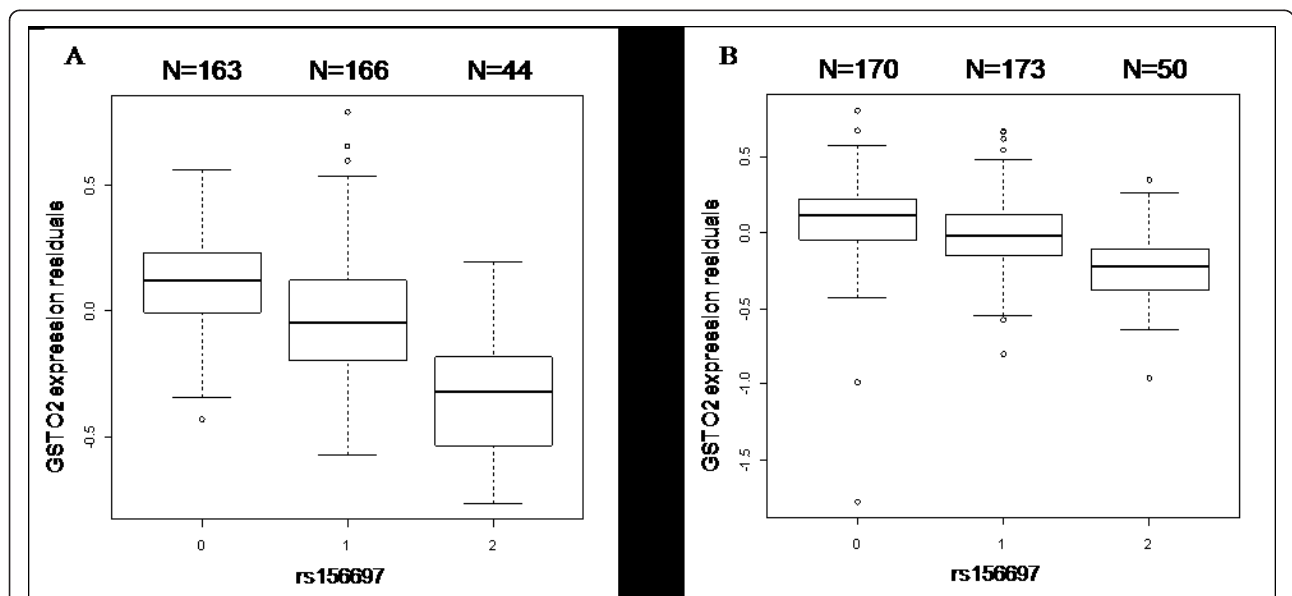 A
N=163 N=166 N=44
GSTO2 expression residuals
0.5
0.0
-0.5
0 1 2
rs156697
B
N=170 N=173 N=50
GSTO2 expression residuals
0.5
0.0
-0.5
-1.0
-1.5
0 1 2
rs156697